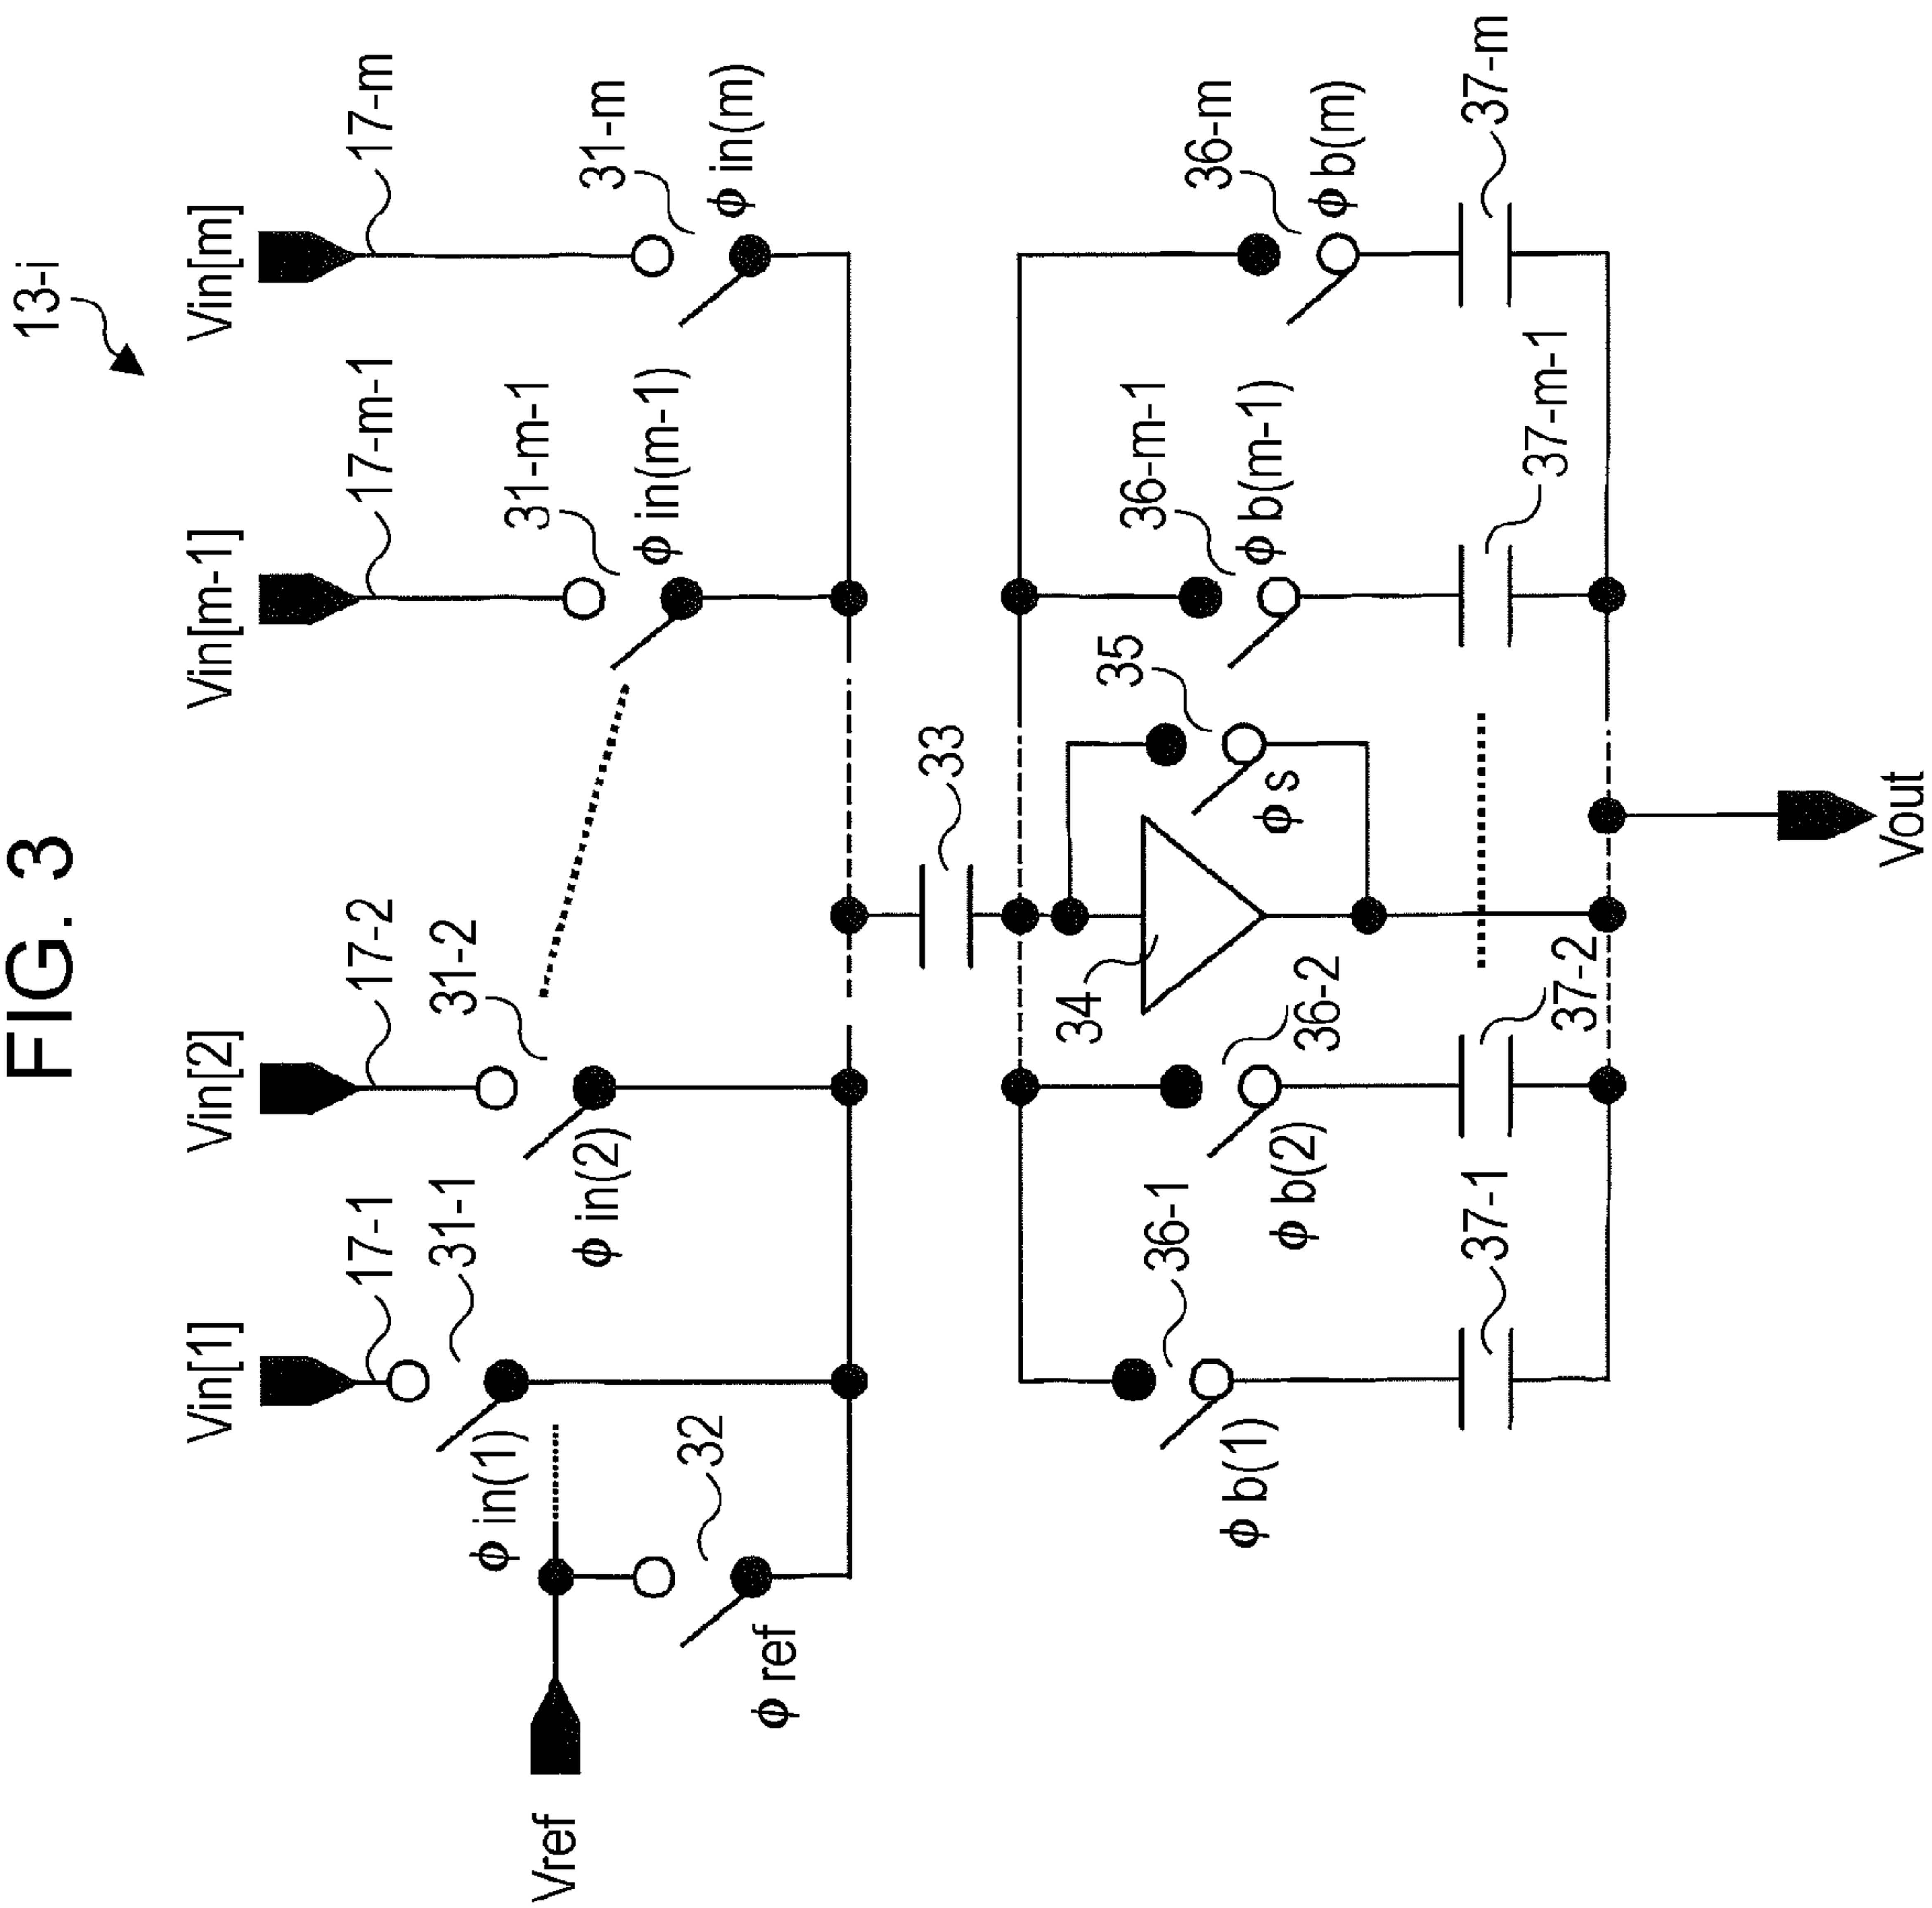 FIG. 3
13-i
Vin[1]
Vin[2]
Vin[m-1]
Vin[m]
17-1
17-2
17-m-1
17-m
31-1
31-2
31-m-1
31-m
ϕ in(1)
ϕ in(2)
ϕ in(m-1)
ϕ in(m)
Vref
32
ϕ ref
33
34
35
ϕ s
36-1
36-2
36-m-1
36-m
ϕ b(1)
ϕ b(2)
ϕ b(m-1)
ϕ b(m)
37-1
37-2
37-m-1
37-m
Vout